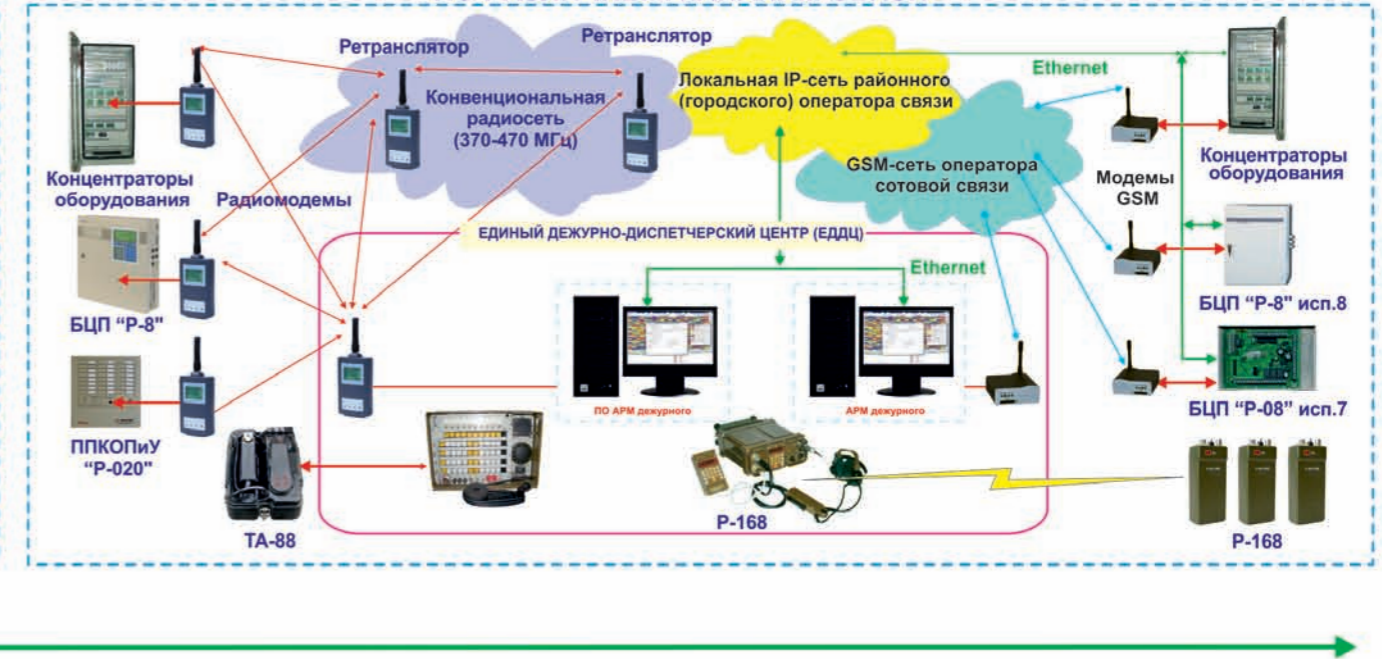 Ретранслятор
Ретранслятор
Конвенциональная
радиосеть
(370-470 МГц)
Локальная IP-сеть районного
(городского) оператора связи
Ethernet
GSM-сеть оператора
сотовой связи
Концентраторы
оборудования
Радиомодемы
Модемы
GSM
Концентраторы
оборудования
ЕДИНЫЙ ДЕЖУРНО-ДИСПЕТЧЕРСКИЙ ЦЕНТР (ЕДДЦ)
Ethernet
БЦП “Р-8"
БЦП “Р-8” исп.8
ПО АРМ дежурного
АРМ дежурного
БЦП “Р-08” исп.7
ППКОПиУ
“Р-020"
ТА-88
Р-168
Р-168